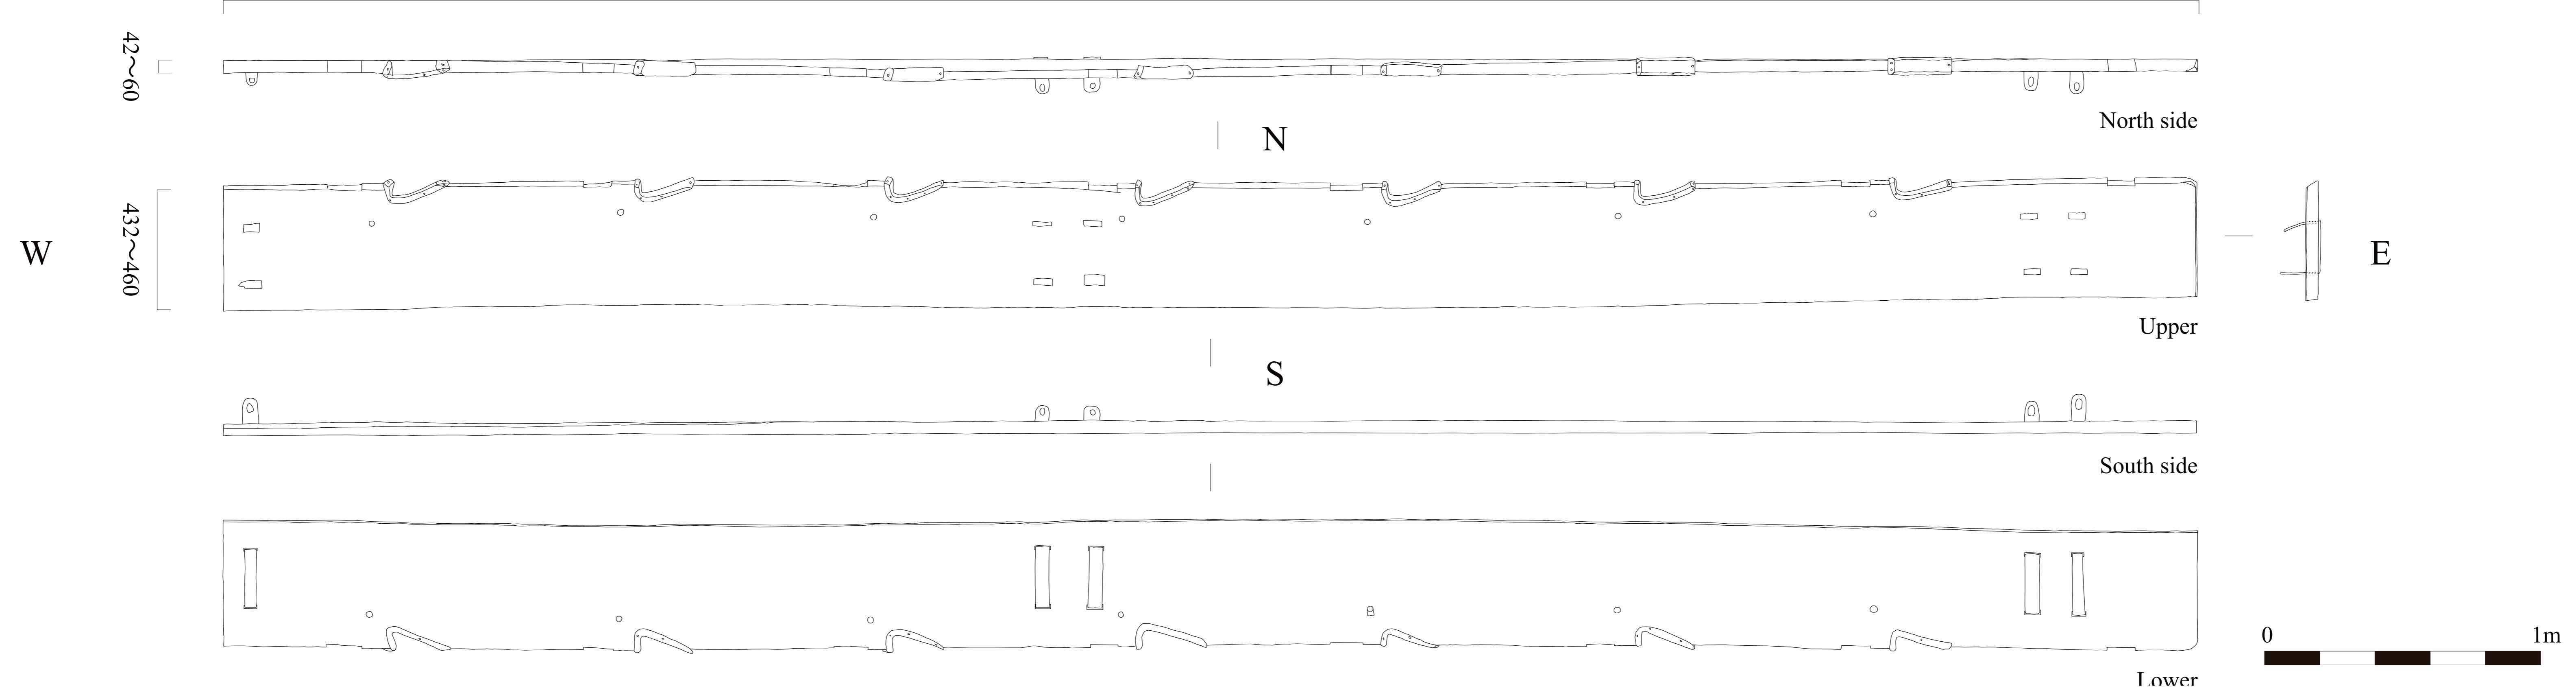 42～60
North side
N
W
432～460
E
Upper
S
South side
0
1m
Lower